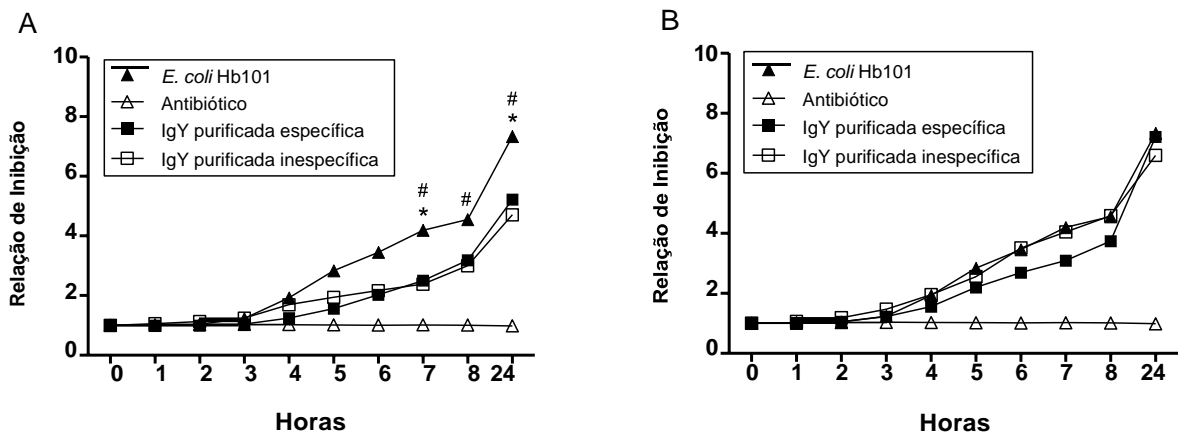 A
10
8
6
4
2
0
Relação de Inibição
E. coli Hb101
Antibiótico
IgY purificada específica
IgY purificada inespecífica
#
*
#
#
*
0 1 2 3 4 5 6 7 8 24
Horas
B
10
8
6
4
2
0
Relação de Inibição
E. coli Hb101
Antibiótico
IgY purificada específica
IgY purificada inespecífica
0 1 2 3 4 5 6 7 8 24
Horas